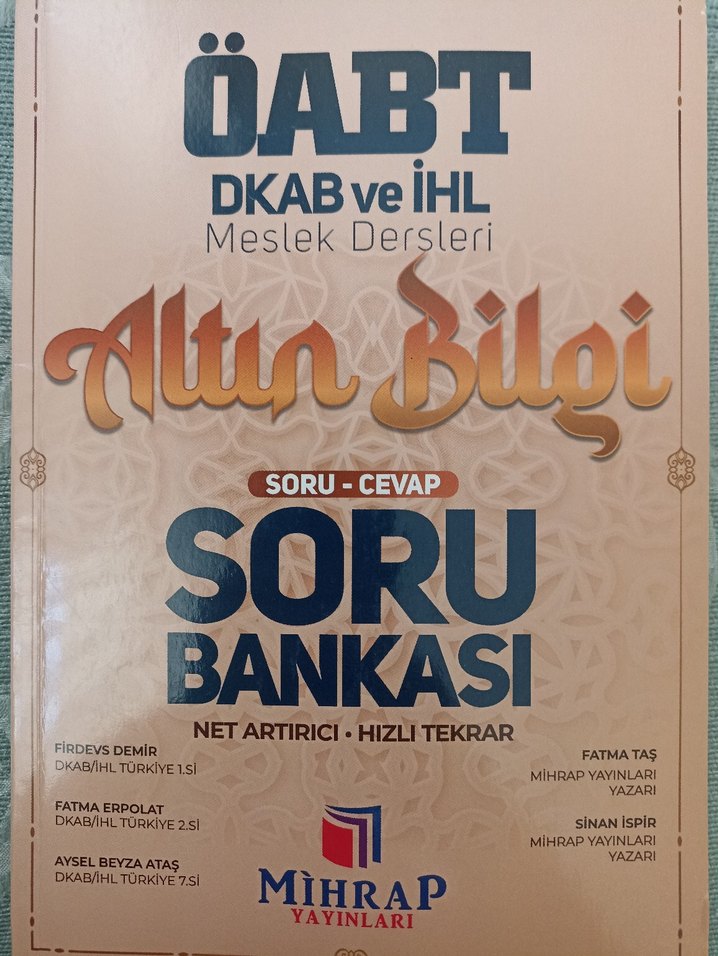 ÖABT
DKAB ve İHL
Meslek Dersleri
Altın Bilgi
SORU - CEVAP
SORU
BANKASI
NET ARTIRICI • HIZLI TEKRAR
FİRDEVS DEMİR
DKAB/İHL TÜRKİYE 1.Sİ
FATMA ERPOLAT
DKAB/İHL TÜRKİYE 2.Sİ
AYSEL BEYZA ATAŞ
DKAB/İHL TÜRKİYE 7.Sİ
FATMA TAŞ
MİHRAP YAYINLARI
YAZARI
SİNAN İSPİR
MİHRAP YAYINLARI
YAZARI
MİHRAP
YAYINLARI